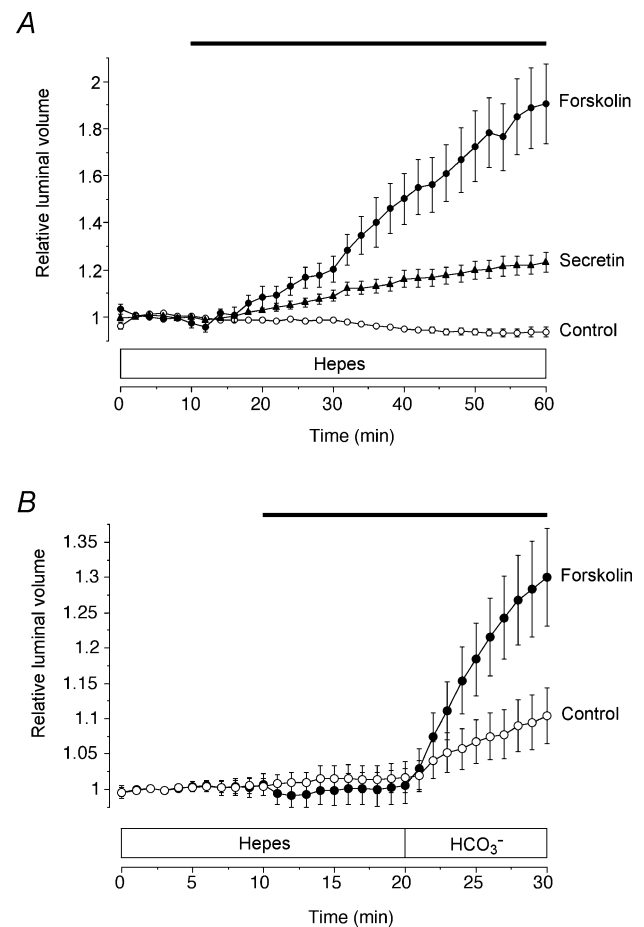 A
Relative luminal volume
2
1.8
1.6
1.4
1.2
1
Forskolin
Secretin
Control
Hepes
0 10 20 30 40 50 60
Time (min)
B
Relative luminal volume
1.35
1.3
1.25
1.2
1.15
1.1
1.05
1
Forskolin
Control
Hepes HCO₃⁻
0 5 10 15 20 25 30
Time (min)